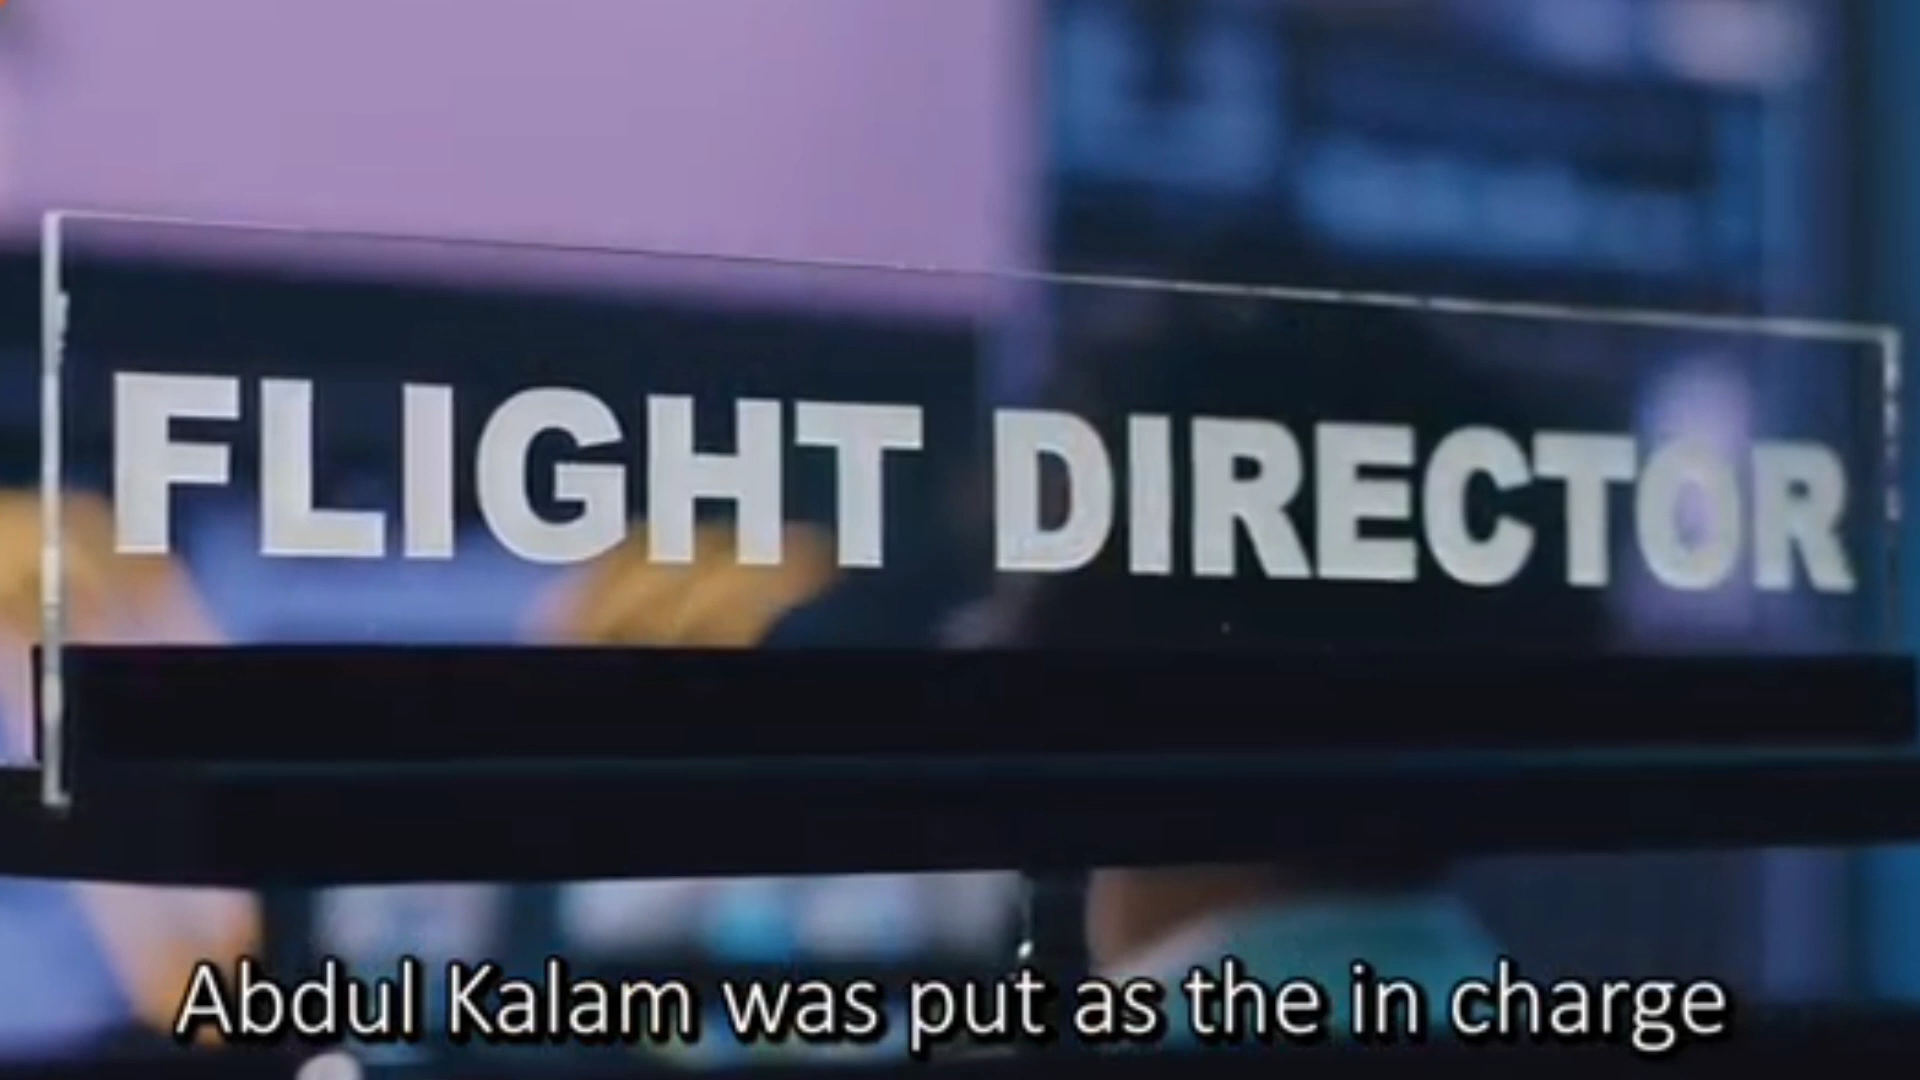 FLIGHT DIRECTOR
Abdul Kalam was put as the in charge